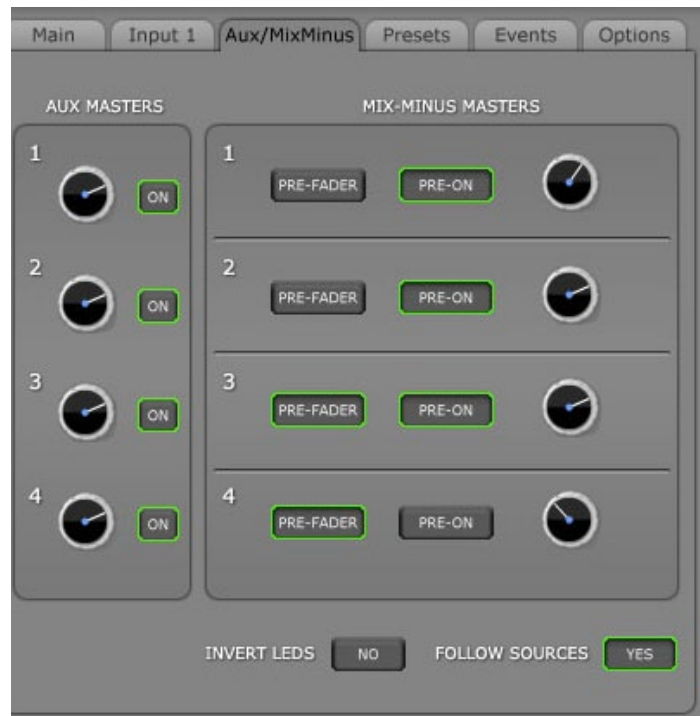 Main Input 1 Aux/MixMinus Presets Events Options
AUX MASTERS
1 ON
2 ON
3 ON
4 ON
MIX-MINUS MASTERS
1 PRE-FADER PRE-ON
2 PRE-FADER PRE-ON
3 PRE-FADER PRE-ON
4 PRE-FADER PRE-ON
INVERT LEDS NO FOLLOW SOURCES YES